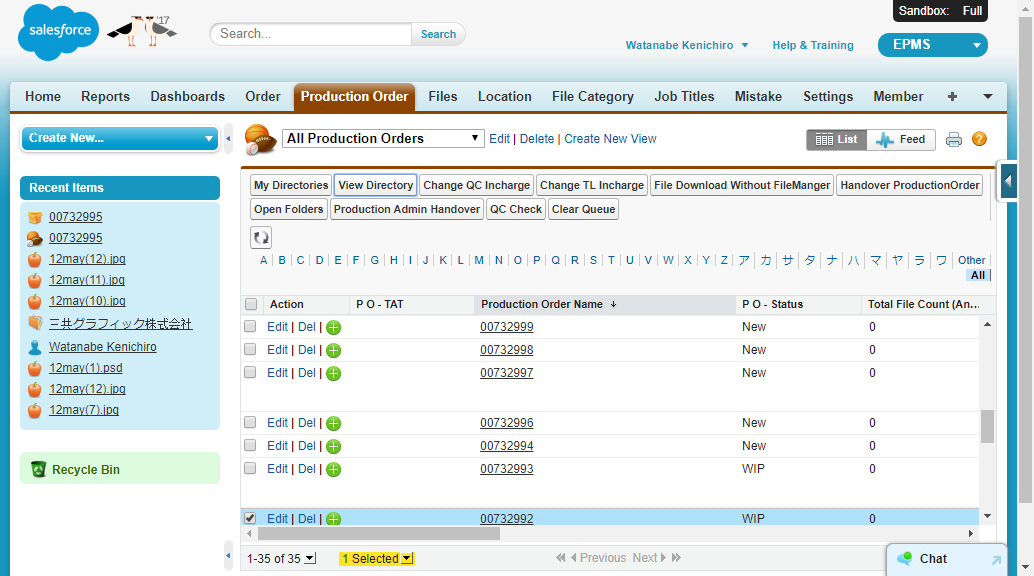 Sandbox: Full
salesforce
'17
Search...
Search
Watanabe Kenichiro
Help & Training
EPMS
Home Reports Dashboards Order Production Order Files Location File Category Job Titles Mistake Settings Member
Create New...
All Production Orders
Edit | Delete | Create New View
List
Feed
Recent Items
00732995
00732995
12may(12).jpg
12may(11).jpg
12may(10).jpg
三共グラフィック株式会社
Watanabe Kenichiro
12may(1).psd
12may(12).jpg
12may(7).jpg
Recycle Bin
My Directories View Directory Change QC Incharge Change TL Incharge File Download Without FileManger Handover ProductionOrder
Open Folders Production Admin Handover QC Check Clear Queue
A | B | C | D | E | F | G | H | I | J | K | L | M | N | O | P | Q | R | S | T | U | V | W | X | Y | Z | ア | カ | サ | タ | ナ | ハ | マ | ヤ | ラ | ワ | Other
All
Action P O - TAT Production Order Name P O - Status Total File Count (An...
Edit | Del | 00732999 New 0
Edit | Del | 00732998 New 0
Edit | Del | 00732997 New 0
Edit | Del | 00732996 New 0
Edit | Del | 00732994 New 0
Edit | Del | 00732993 WIP 0
Edit | Del | 00732992 WIP 0
1-35 of 35
1 Selected
Previous Next
Chat